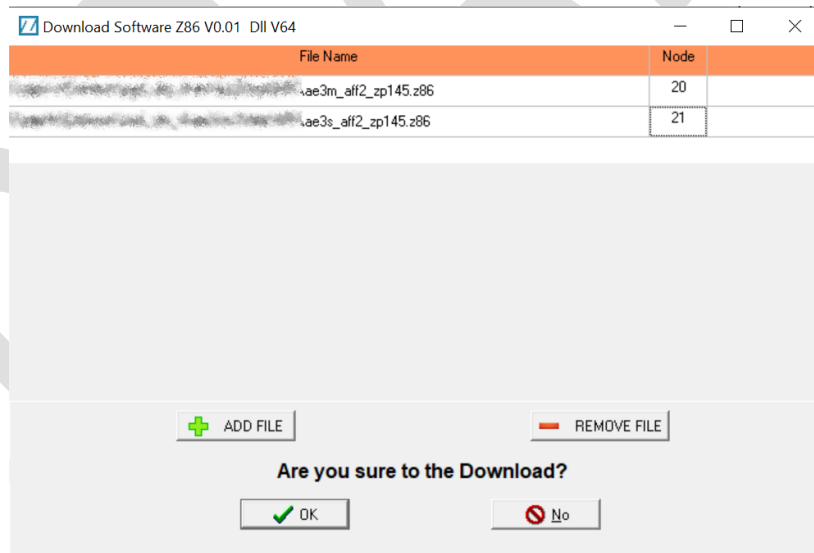 Download Software Z86 V0.01 Dll V64
File Name Node
ae3m_aff2_zp145.z86 20
ae3s_aff2_zp145.z86 21
ADD FILE REMOVE FILE
Are you sure to the Download?
OK No